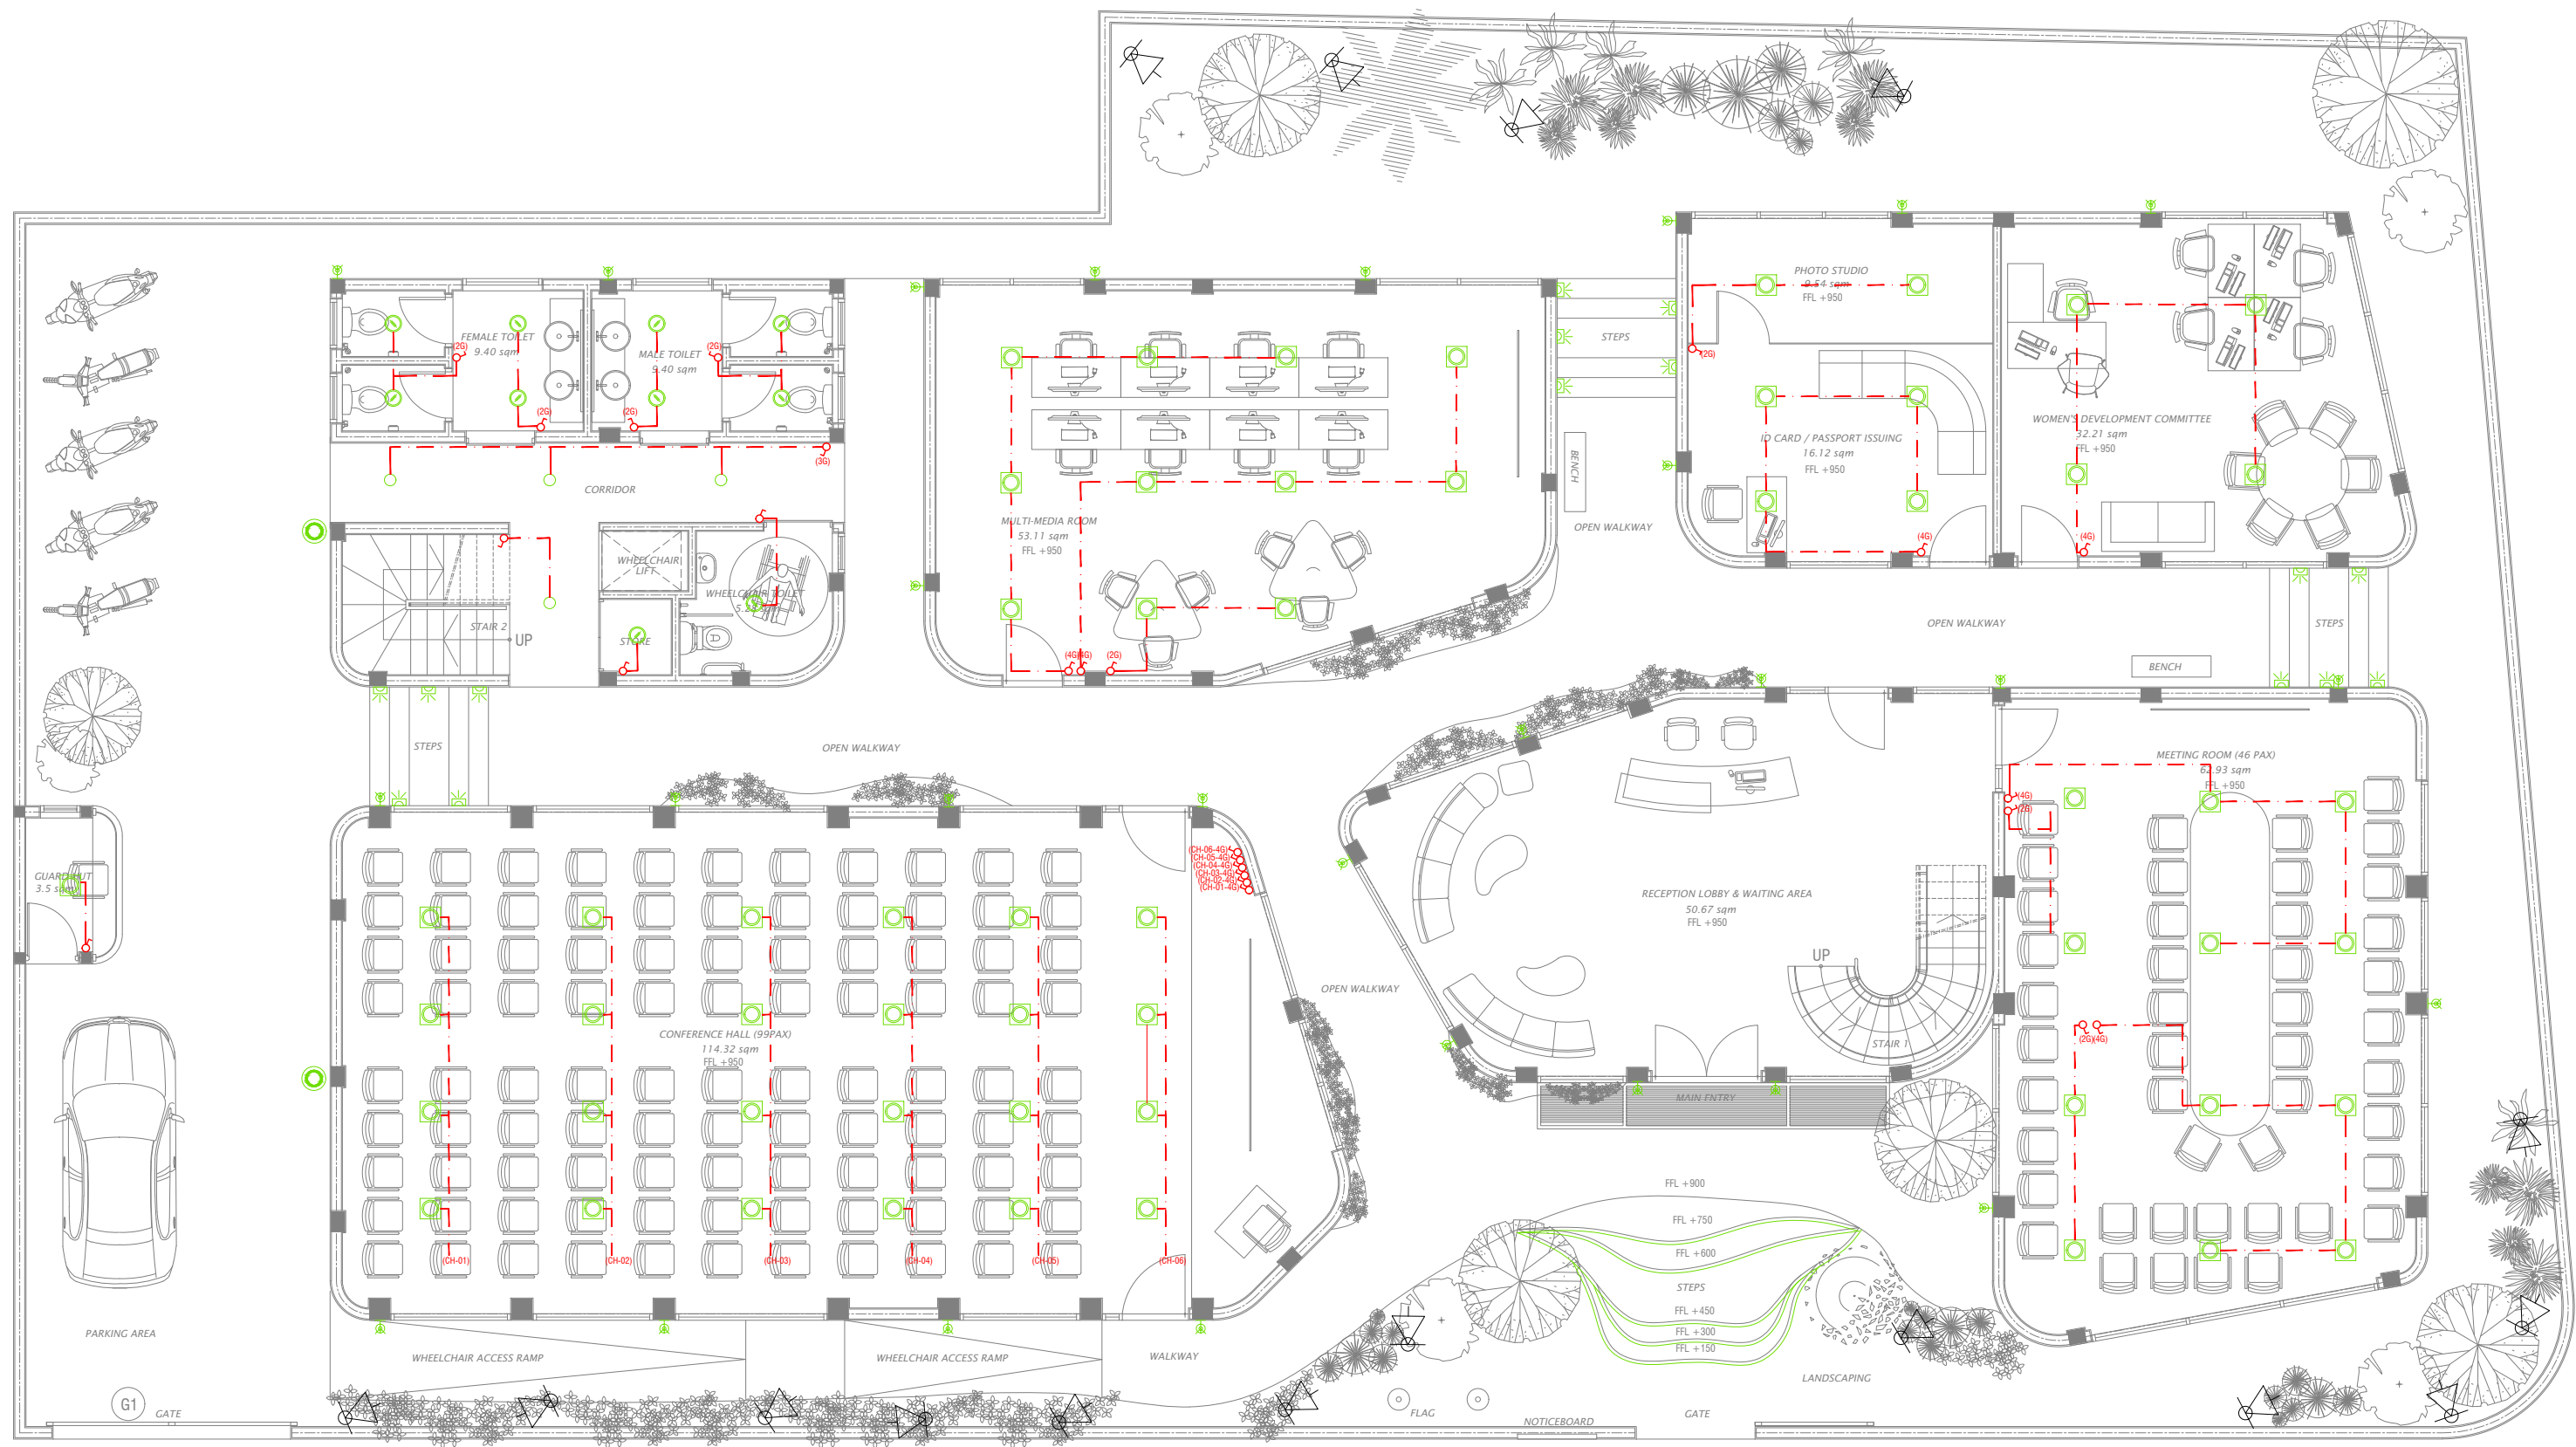 PHOTO STUDIO
9.54 sqm
FFL +950
FEMALE TOILET
9.40 sqm
(2G)
MALE TOILET
9.40 sqm
(2G)
(2G)
(2G)
(3G)
CORRIDOR
STEPS
(2G)
BENCH
ID CARD / PASSPORT ISSUING
16.12 sqm
FFL +950
(4G)
WOMEN'S DEVELOPMENT COMMITTEE
32.21 sqm
FFL +950
(4G)
MULTI-MEDIA ROOM
53.11 sqm
FFL +950
(4G)
(4G)
(2G)
OPEN WALKWAY
WHEELCHAIR
LIFT
WHEELCHAIR TOILET
STAIR 2
UP
STORE
OPEN WALKWAY
STEPS
BENCH
STEPS
OPEN WALKWAY
MEETING ROOM (46 PAX)
62.93 sqm
FFL +950
(4G)
(2G)
GUARD HUT
3.5 sqm
(CH-06-4G)
(CH-05-4G)
(CH-04-4G)
(CH-03-4G)
(CH-02-4G)
(CH-01-4G)
RECEPTION LOBBY & WAITING AREA
50.67 sqm
FFL +950
UP
OPEN WALKWAY
CONFERENCE HALL (99PAX)
114.32 sqm
FFL +950
STAIR 1
(2G)
(4G)
MAIN ENTRY
FFL +900
FFL +750
FFL +600
STEPS
FFL +450
FFL +300
FFL +150
(CH-01)
(CH-02)
(CH-03)
(CH-04)
(CH-05)
(CH-06)
PARKING AREA
WHEELCHAIR ACCESS RAMP
WHEELCHAIR ACCESS RAMP
WALKWAY
LANDSCAPING
G1
GATE
FLAG
NOTICEBOARD
GATE